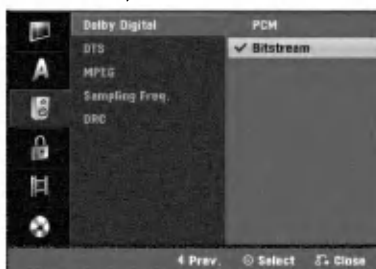 Dolby Digital
DTS
MPEG
Sampling Freq.
DRC
PCM
✓ Bitstream
A
Prev. Select Close